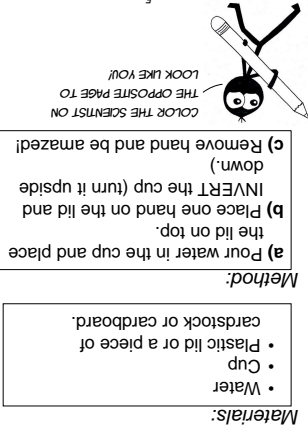 Materials:
• Water
• Cup
• Plastic lid or a piece of
cardstock or cardboard.
Method:
a) Pour water in the cup and place
the lid on top.
b) Place one hand on the lid and
INVERT the cup (turn it upside
down.)
c) Remove hand and be amazed!
COLOR THE SCIENTIST ON
THE OPPOSITE PAGE TO
LOOK LIKE YOU!
5